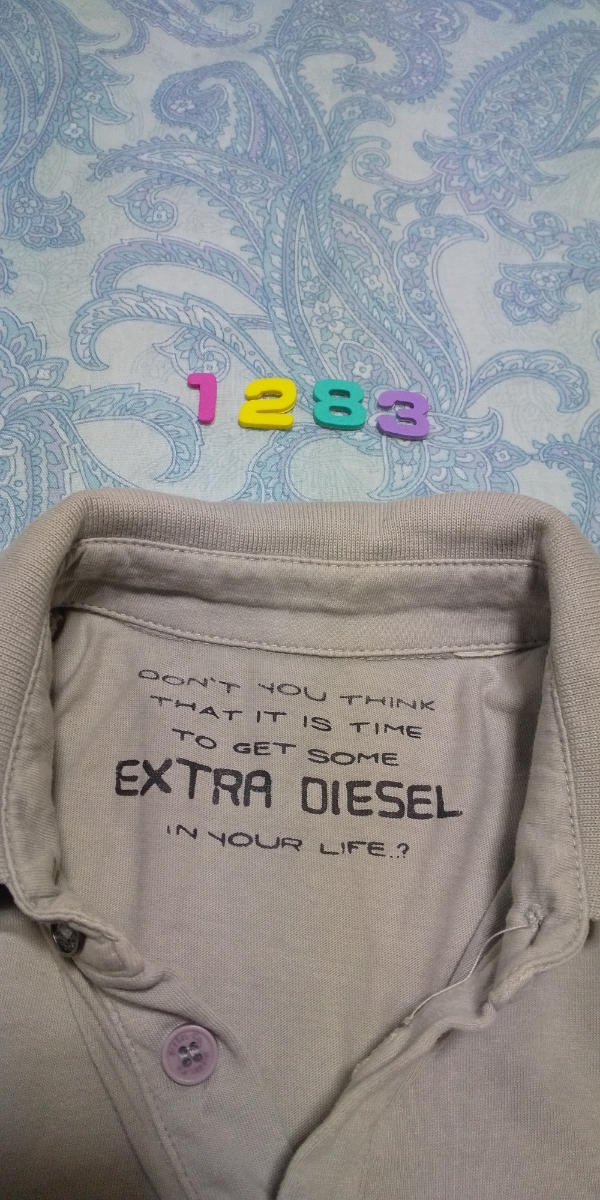 1283
DON'T YOU THINK
THAT IT IS TIME
TO GET SOME
EXTRA DIESEL
IN YOUR LIFE..?